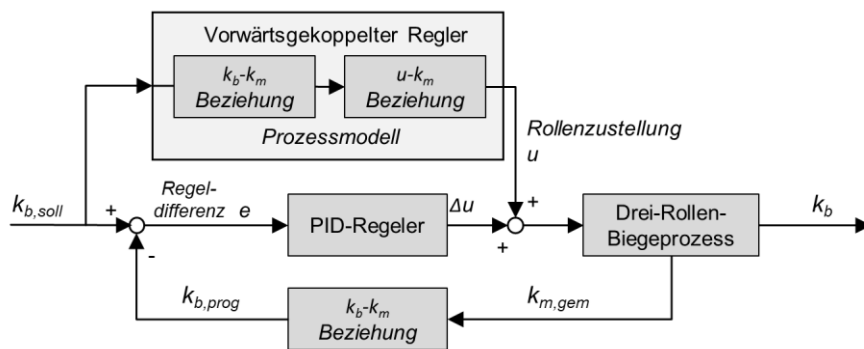 Vorwärtsgekoppelter Regler
k_b-k_m
Beziehung
u-k_m
Beziehung
Prozessmodell
Rollenzustellung
u
k_b,soll
+
Regel-
differenz e
-
PID-Regeler
Δu
+
+
Drei-Rollen-
Biegeprozess
k_b
k_b,prog
k_b-k_m
Beziehung
k_m,gem